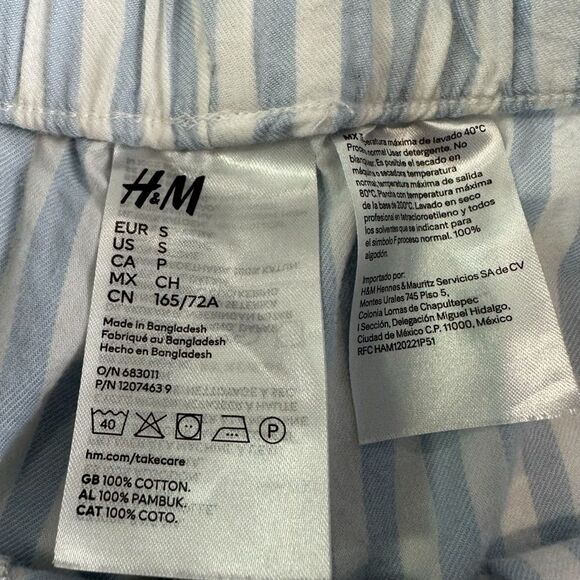 H&M
EUR S
US S
CA P
MX CH
CN 165/72A
Made in Bangladesh
Fabriqué au Bangladesh
Hecho en Bangladesh
O/N 683011
P/N 1207463 9
40
P
hm.com/takecare
GB 100% COTTON.
AL 100% PAMBUK.
CAT 100% COTO.
MX
peratura máxima de lavado 40°C
normal Usar detergente. No
blanquear. Es posible el secado en
máquina o secadora temperatura
normal, temperatura máxima de salida
80°C. Plancha con temperatura máxima
de la base de 200°C. Lavado en seco
profesional en tetracloroetileno y todos
los solventes que se indican para
el símbolo F proceso normal. 100%
algodón
Importado por:
H&M Hennes & Mauritz Servicios SA de CV
Montes Urales 745 Piso 5,
Colonia Lomas de Chapultepec
I Sección, Delegación Miguel Hidalgo,
Ciudad de México C.P. 11000, México
RFC HAM120221P51